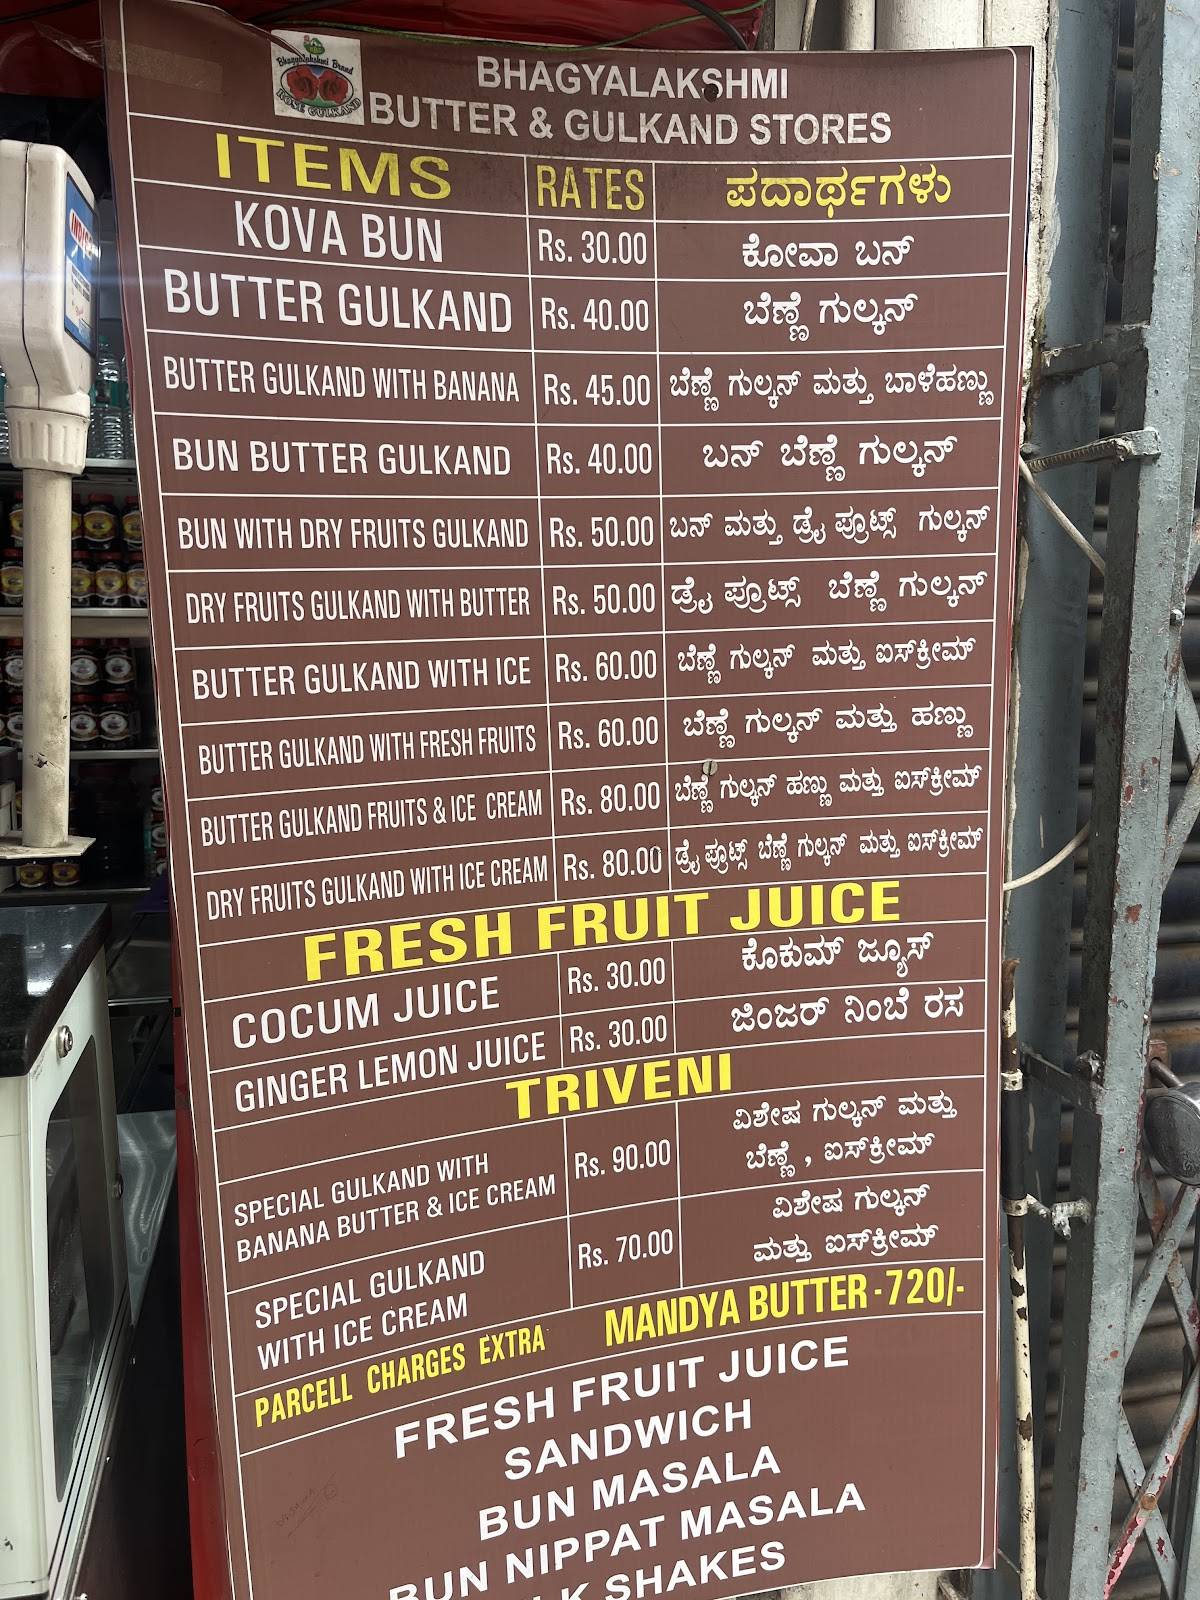 Bhagyalakshmi Brand
ROSE GULKAND
BHAGYALAKSHMI
BUTTER & GULKAND STORES
ITEMS RATES ಪದಾರ್ಥಗಳು
KOVA BUN Rs. 30.00 ಕೋವಾ ಬನ್
BUTTER GULKAND Rs. 40.00 ಬೆಣ್ಣೆ ಗುಲ್ಕನ್
BUTTER GULKAND WITH BANANA Rs. 45.00 ಬೆಣ್ಣೆ ಗುಲ್ಕನ್ ಮತ್ತು ಬಾಳೆಹಣ್ಣು
BUN BUTTER GULKAND Rs. 40.00 ಬನ್ ಬೆಣ್ಣೆ ಗುಲ್ಕನ್
BUN WITH DRY FRUITS GULKAND Rs. 50.00 ಬನ್ ಮತ್ತು ಡ್ರೈ ಪ್ರೂಟ್ಸ್ ಗುಲ್ಕನ್
DRY FRUITS GULKAND WITH BUTTER Rs. 50.00 ಡ್ರೈ ಪ್ರೂಟ್ಸ್ ಬೆಣ್ಣೆ ಗುಲ್ಕನ್
BUTTER GULKAND WITH ICE Rs. 60.00 ಬೆಣ್ಣೆ ಗುಲ್ಕನ್ ಮತ್ತು ಐಸ್‌ಕ್ರೀಮ್
BUTTER GULKAND WITH FRESH FRUITS Rs. 60.00 ಬೆಣ್ಣೆ ಗುಲ್ಕನ್ ಮತ್ತು ಹಣ್ಣು
BUTTER GULKAND FRUITS & ICE CREAM Rs. 80.00 ಬೆಣ್ಣೆ ಗುಲ್ಕನ್ ಹಣ್ಣು ಮತ್ತು ಐಸ್‌ಕ್ರೀಮ್
DRY FRUITS GULKAND WITH ICE CREAM Rs. 80.00 ಡ್ರೈ ಪ್ರೂಟ್ಸ್ ಬೆಣ್ಣೆ ಗುಲ್ಕನ್ ಮತ್ತು ಐಸ್‌ಕ್ರೀಮ್
FRESH FRUIT JUICE
COCUM JUICE Rs. 30.00 ಕೊಕುಮ್ ಜ್ಯೂಸ್
GINGER LEMON JUICE Rs. 30.00 ಜಿಂಜರ್ ನಿಂಬೆ ರಸ
TRIVENI
SPECIAL GULKAND WITH
BANANA BUTTER & ICE CREAM
Rs. 90.00
ವಿಶೇಷ ಗುಲ್ಕನ್ ಮತ್ತು
ಬೆಣ್ಣೆ , ಐಸ್‌ಕ್ರೀಮ್
SPECIAL GULKAND
WITH ICE CREAM
Rs. 70.00
ವಿಶೇಷ ಗುಲ್ಕನ್
ಮತ್ತು ಐಸ್‌ಕ್ರೀಮ್
PARCELL CHARGES EXTRA MANDYA BUTTER-720/-
FRESH FRUIT JUICE
SANDWICH
BUN MASALA
BUN NIPPAT MASALA
SHAKES